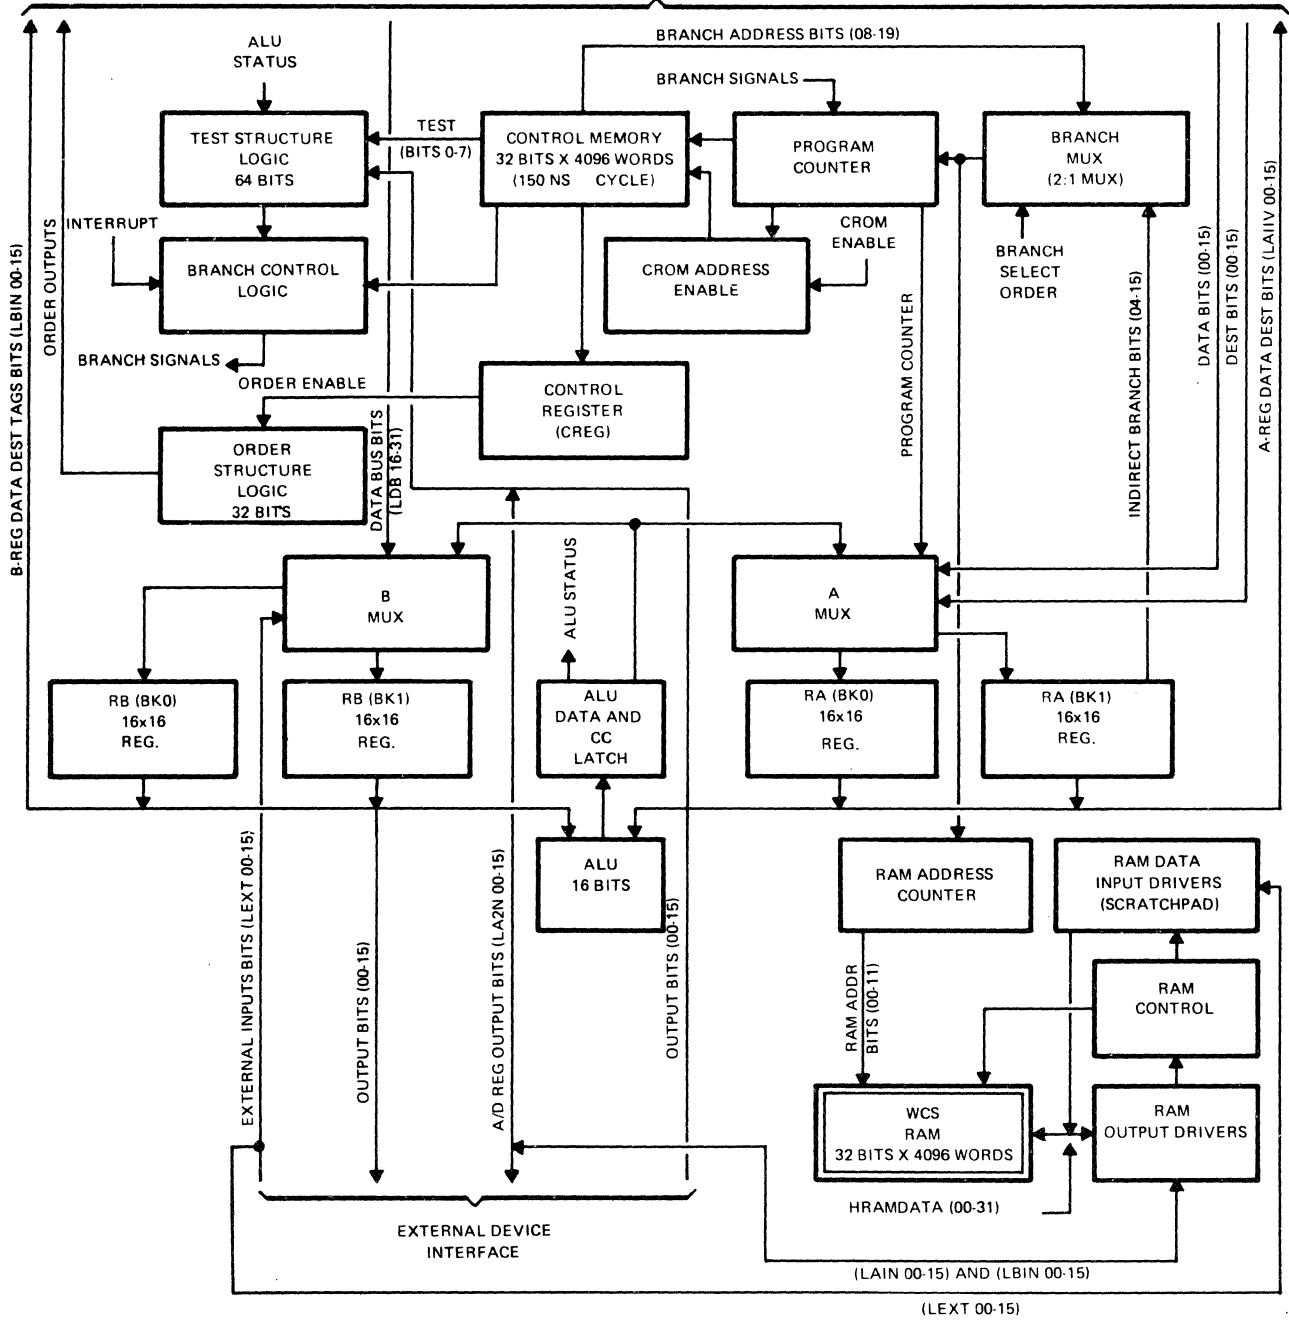 BRANCH ADDRESS BITS (08-19)
ALU
STATUS
BRANCH SIGNALS
TEST STRUCTURE
LOGIC
64 BITS
TEST
(BITS 0-7)
CONTROL MEMORY
32 BITS X 4096 WORDS
(150 NS CYCLE)
PROGRAM
COUNTER
BRANCH
MUX
(2:1 MUX)
INTERRUPT
BRANCH CONTROL
LOGIC
CROM ADDRESS
ENABLE
CROM
ENABLE
BRANCH
SELECT
ORDER
BRANCH SIGNALS
ORDER ENABLE
CONTROL
REGISTER
(CREG)
ORDER
STRUCTURE
LOGIC
32 BITS
B-REG DATA DEST TAGS BITS (LBIN 00-15)
ORDER OUTPUTS
DATA BUS BITS
(LDB 16-31)
PROGRAM COUNTER
INDIRECT BRANCH BITS (04-15)
DATA BITS (00-15)
DEST BITS (00-15)
A-REG DATA DEST BITS (LAIIV 00-15)
B
MUX
ALU STATUS
A
MUX
RB (BK0)
16x16
REG.
RB (BK1)
16x16
REG.
ALU
DATA AND
CC
LATCH
RA (BK0)
16x16
REG.
RA (BK1)
16x16
REG.
ALU
16 BITS
RAM ADDRESS
COUNTER
RAM DATA
INPUT DRIVERS
(SCRATCHPAD)
EXTERNAL INPUTS BITS (LEXT 00-15)
OUTPUT BITS (00-15)
A/D REG OUTPUT BITS (LA2N 00-15)
OUTPUT BITS (00-15)
RAM ADDR
BITS (00-11)
RAM
CONTROL
WCS
RAM
32 BITS X 4096 WORDS
RAM
OUTPUT DRIVERS
HRAMDATA (00-31)
EXTERNAL DEVICE
INTERFACE
(LAIN 00-15) AND (LBIN 00-15)
(LEXT 00-15)